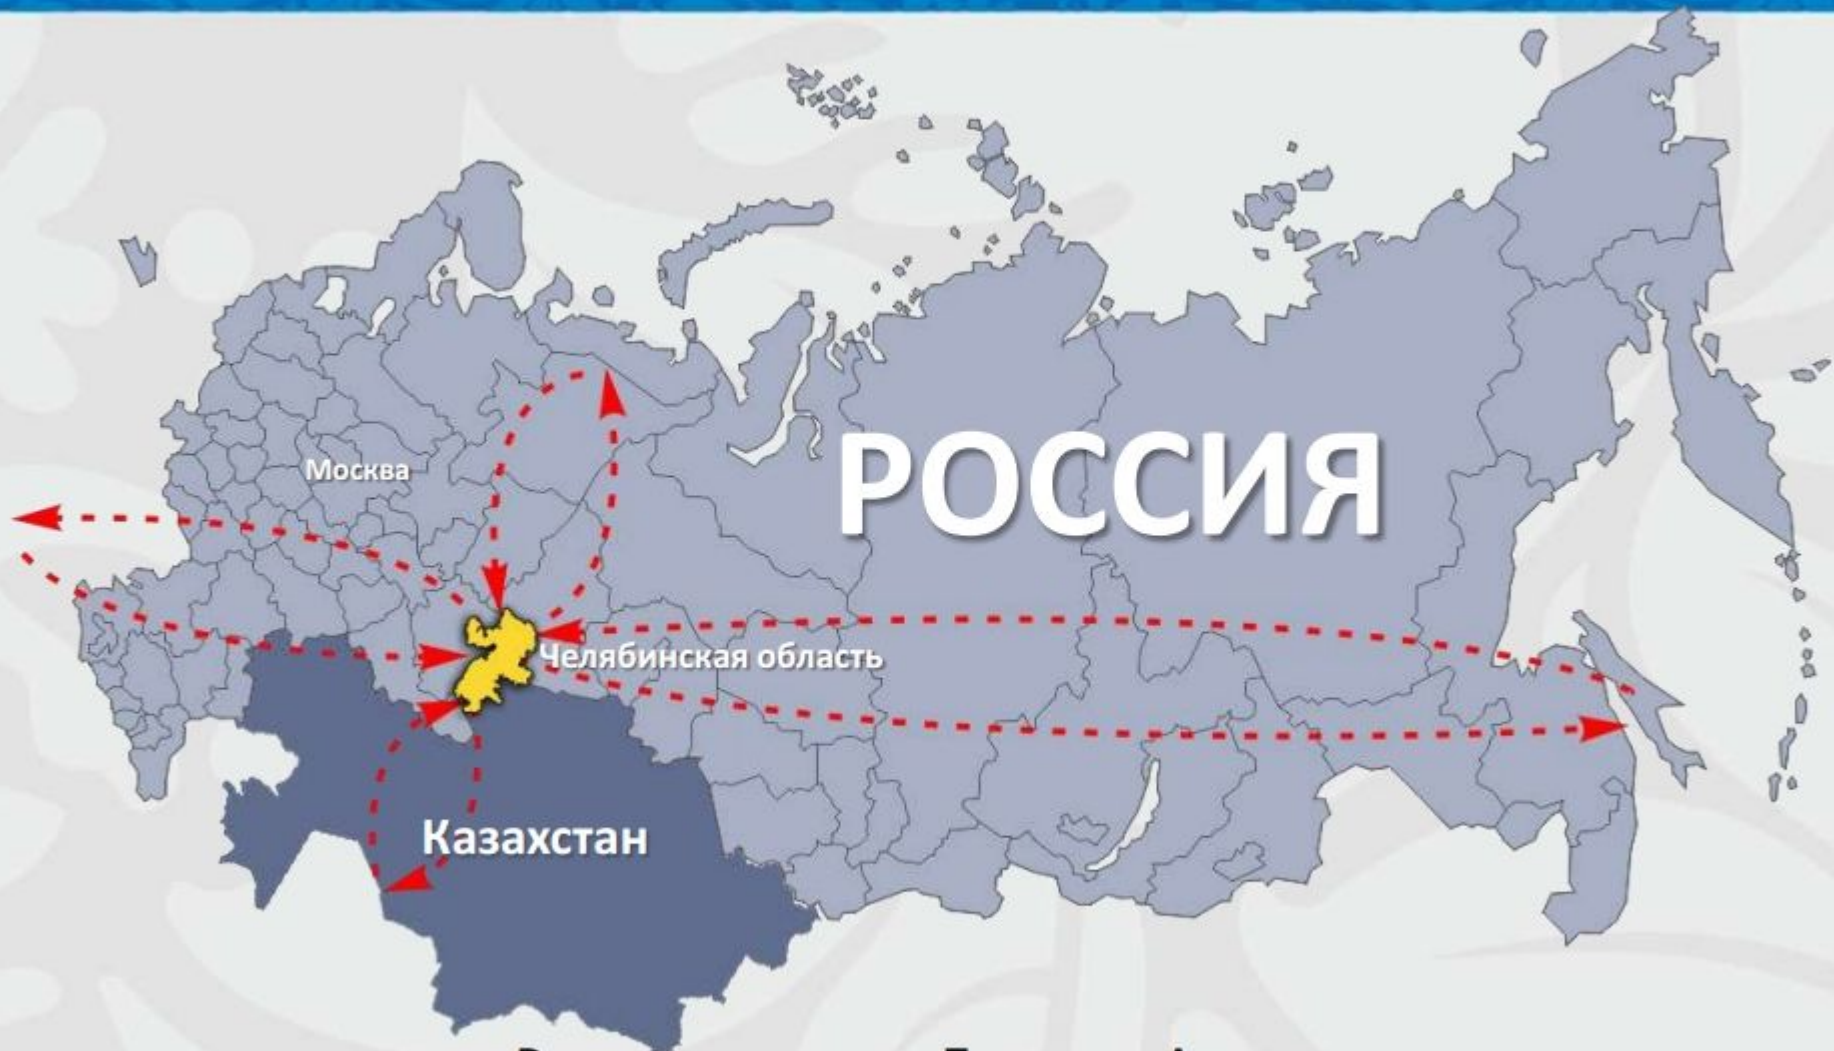 РОССИЯ
Москва
Челябинская область
Казахстан